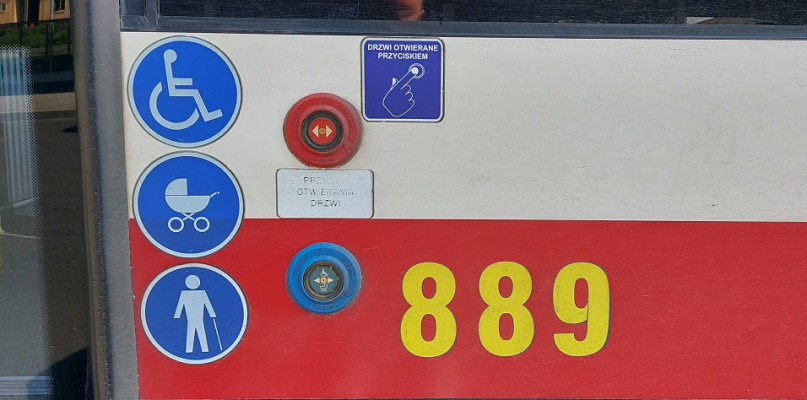 DRZWI OTWIERANE
PRZYCISKIEM
OTWIERANIA
DRZWI
889